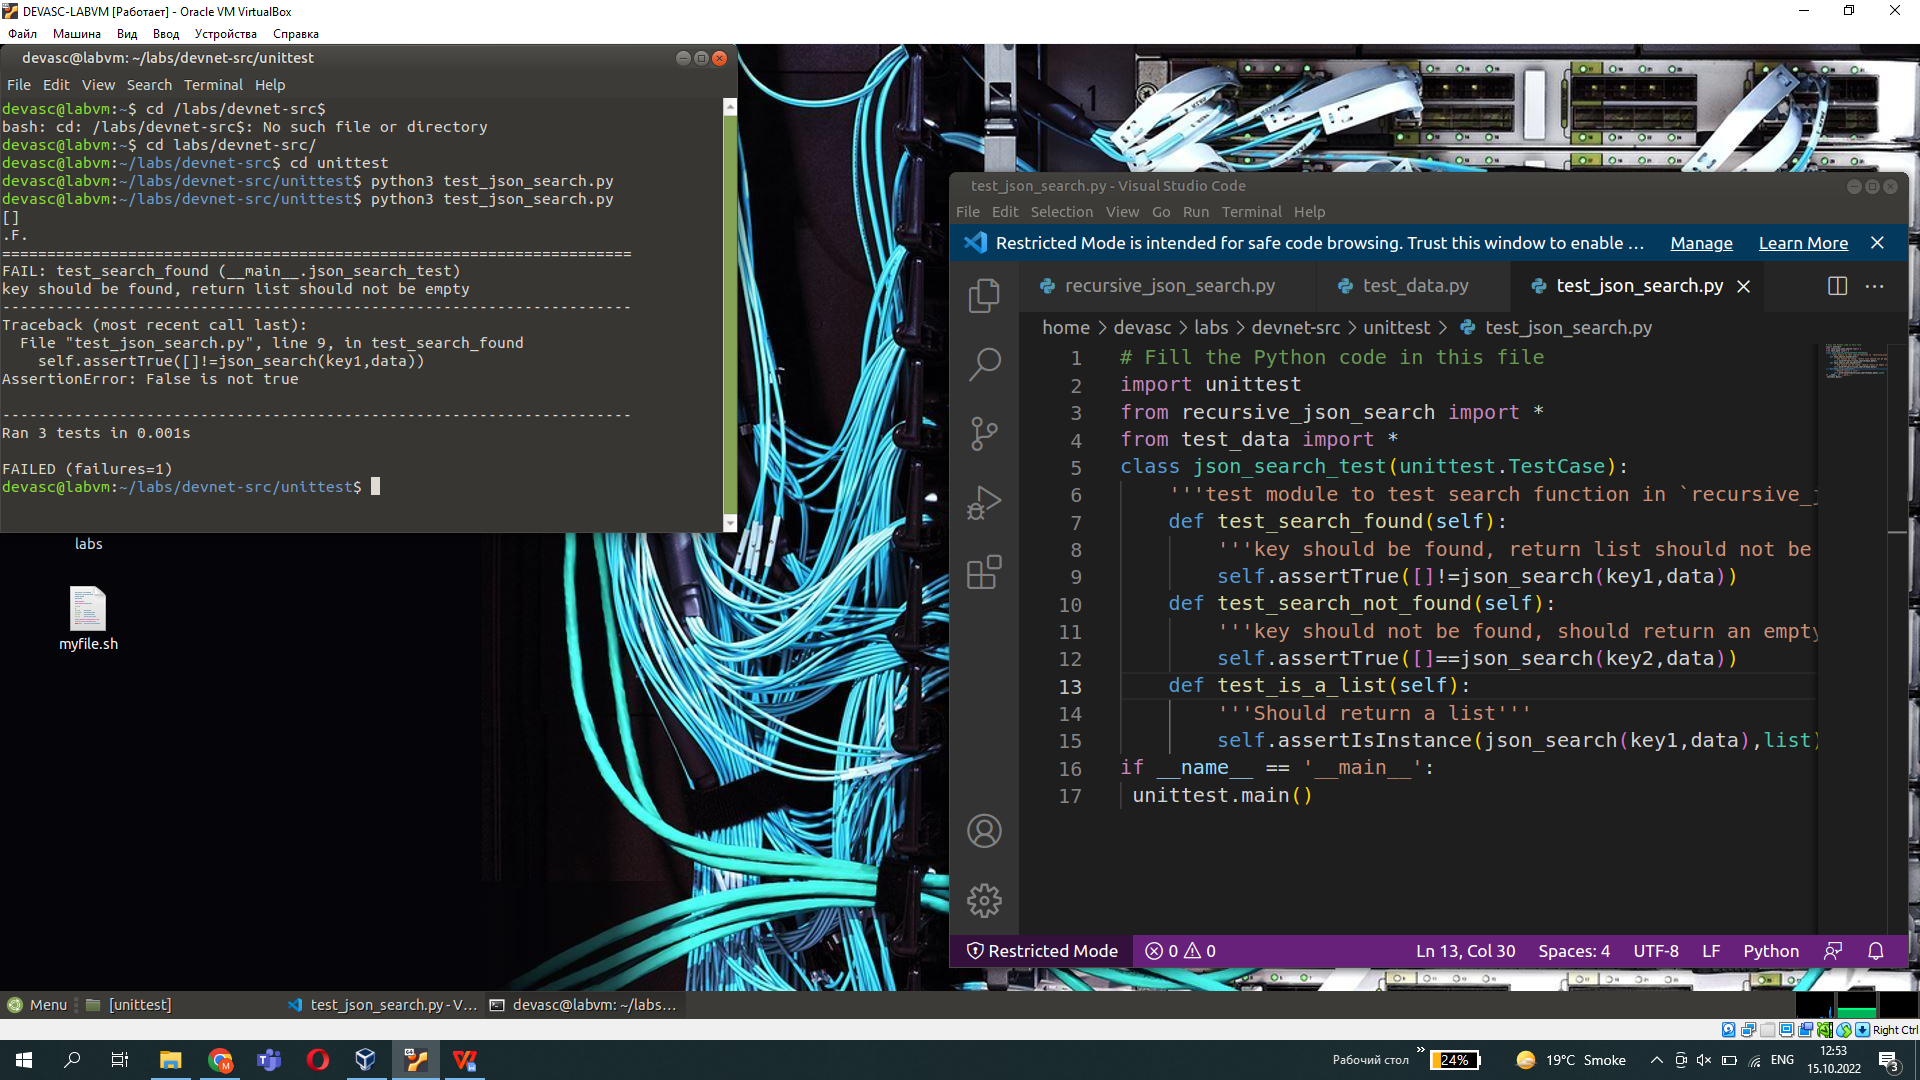 DEVASC-LABVM [Работает] - Oracle VM VirtualBox
Файл Машина Вид Ввод Устройства Справка
devasc@labvm: ~/labs/devnet-src/unittest
File Edit View Search Terminal Help
devasc@labvm:~$ cd /labs/devnet-src$
bash: cd: /labs/devnet-src$: No such file or directory
devasc@labvm:~$ cd labs/devnet-src/
devasc@labvm:~/labs/devnet-src$ cd unittest
devasc@labvm:~/labs/devnet-src/unittest$ python3 test_json_search.py
devasc@labvm:~/labs/devnet-src/unittest$ python3 test_json_search.py
[]
.F.
======================================================================
FAIL: test_search_found (__main__.json_search_test)
key should be found, return list should not be empty
----------------------------------------------------------------------
Traceback (most recent call last):
  File "test_json_search.py", line 9, in test_search_found
    self.assertTrue([]!=json_search(key1,data))
AssertionError: False is not true
----------------------------------------------------------------------
Ran 3 tests in 0.001s
FAILED (failures=1)
devasc@labvm:~/labs/devnet-src/unittest$
labs
myfile.sh
test_json_search.py - Visual Studio Code
File Edit Selection View Go Run Terminal Help
Restricted Mode is intended for safe code browsing. Trust this window to enable ... Manage Learn More
recursive_json_search.py test_data.py test_json_search.py
home > devasc > labs > devnet-src > unittest > test_json_search.py
1 # Fill the Python code in this file
2 import unittest
3 from recursive_json_search import *
4 from test_data import *
5 class json_search_test(unittest.TestCase):
6     '''test module to test search function in `recursive_j
7     def test_search_found(self):
8         '''key should be found, return list should not be
9         self.assertTrue([]!=json_search(key1,data))
10     def test_search_not_found(self):
11         '''key should not be found, should return an empty
12         self.assertTrue([]==json_search(key2,data))
13     def test_is_a_list(self):
14         '''Should return a list'''
15         self.assertIsInstance(json_search(key1,data),list)
16 if __name__ == '__main__':
17  unittest.main()
Restricted Mode 0 0 Ln 13, Col 30 Spaces: 4 UTF-8 LF Python
Menu [unittest] test_json_search.py - V... devasc@labvm: ~/labs...
Right Ctrl
Рабочий стол » 24% 19°C Smoke ENG 12:53
15.10.2022 3